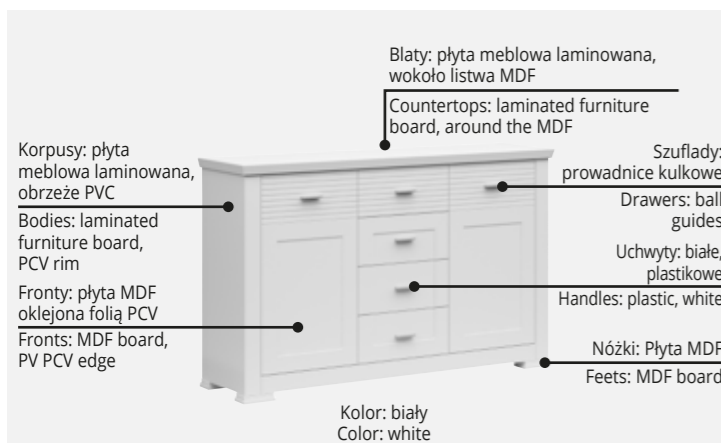 Blaty: płyta meblowa laminowana,
wokoło listwa MDF
Countertops: laminated furniture
board, around the MDF
Korpusy: płyta
meblowa laminowana,
obrzeże PVC
Bodies: laminated
furniture board,
PCV rim
Fronty: płyta MDF
oklejona folią PCV
Fronts: MDF board,
PV PCV edge
Szuflady:
prowadnice kulkowe
Drawers: ball
guides
Uchwyty: białe,
plastikowe
Handles: plastic, white
Nóżki: Płyta MDF
Feets: MDF board
Kolor: biały
Color: white